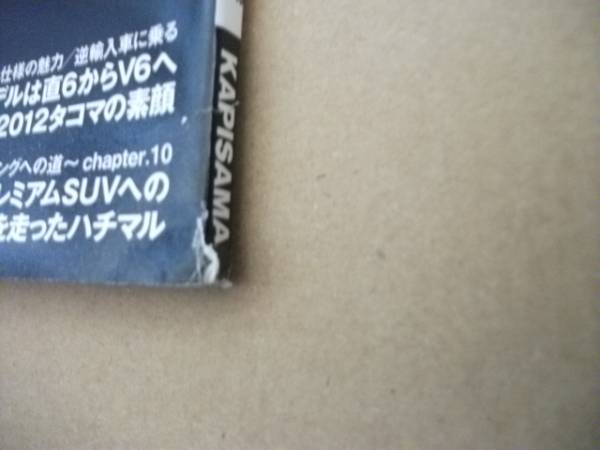 仕様の魅力/逆輸入車に乗る
デルは直6からV6へ
2012タコマの素顔
ングへの道～chapter.10
レミアムSUVへの
を走ったハチマル
KAPISAMA